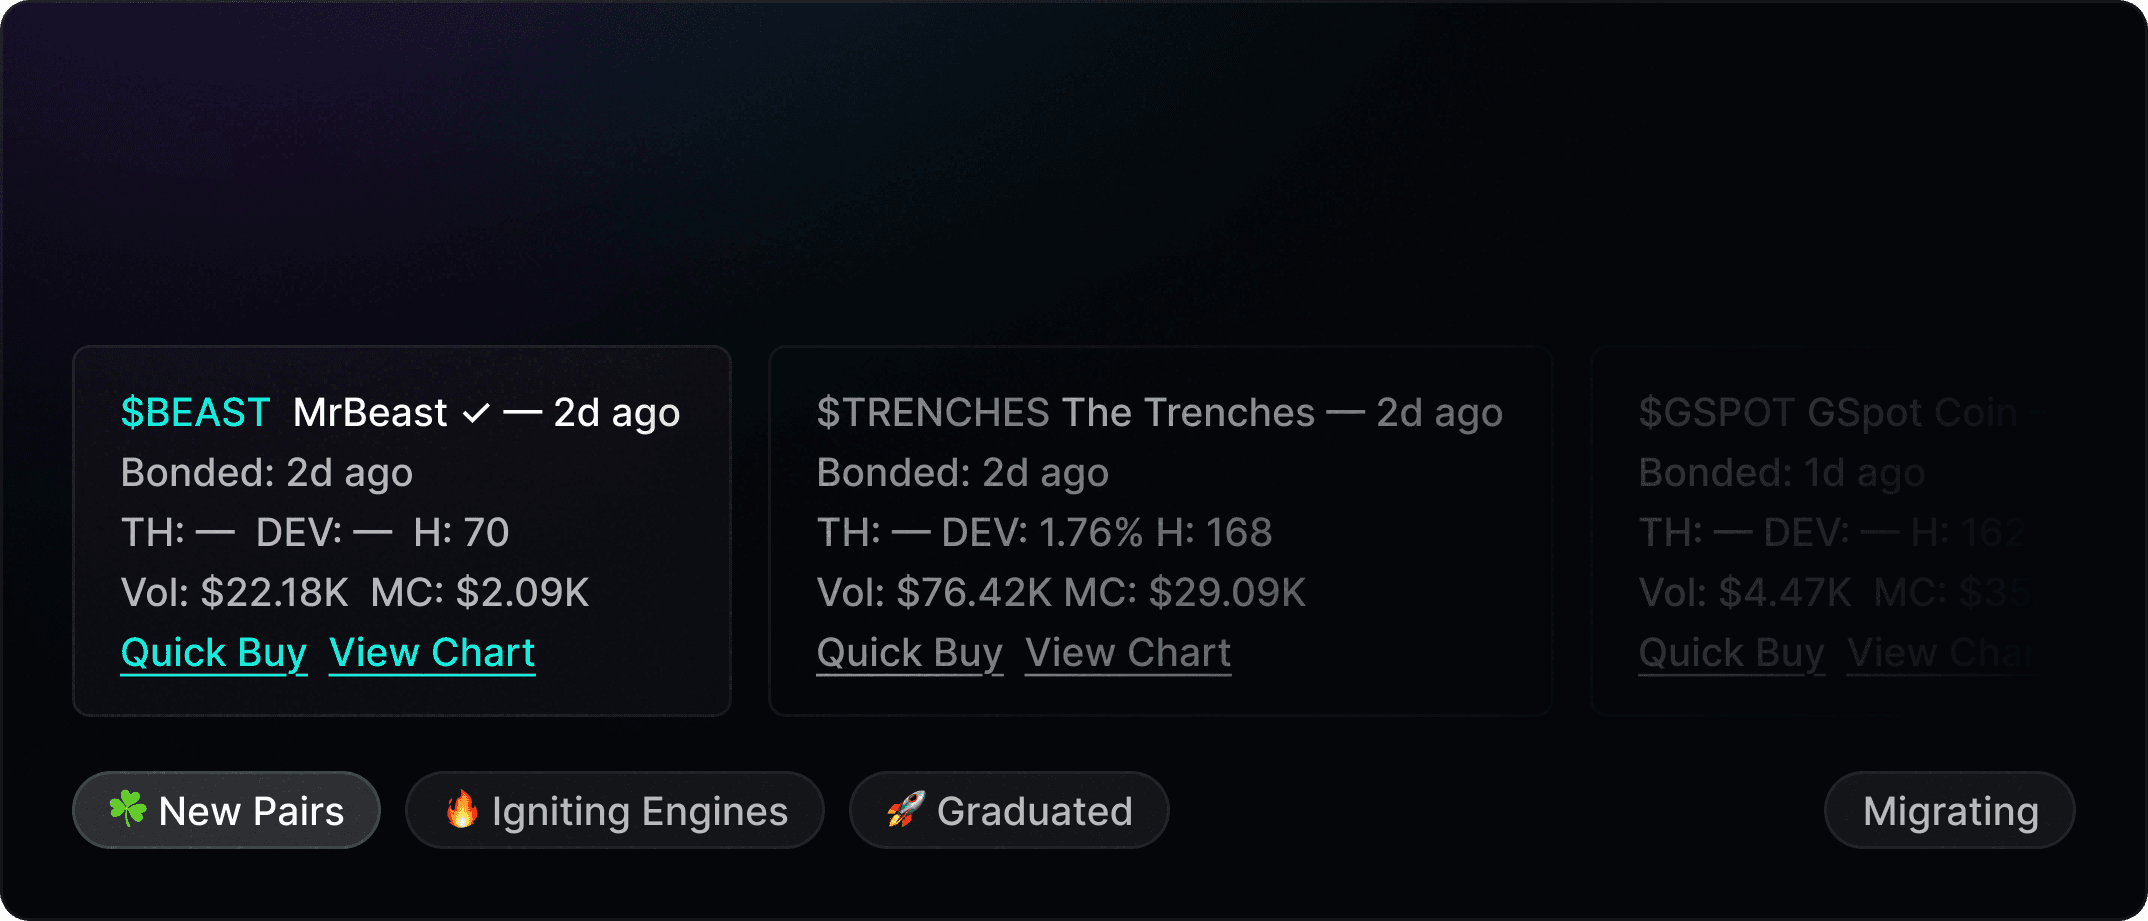 $BEAST MrBeast ✓ — 2d ago
Bonded: 2d ago
TH: — DEV: — H: 70
Vol: $22.18K MC: $2.09K
Quick Buy View Chart
$TRENCHES The Trenches — 2d ago
Bonded: 2d ago
TH: — DEV: 1.76% H: 168
Vol: $76.42K MC: $29.09K
Quick Buy View Chart
$GSPOT GSpot Coin —
Bonded: 1d ago
TH: — DEV: — H: 162
Vol: $4.47K MC: $35
Quick Buy View
☘️ New Pairs
🔥 Igniting Engines
🚀 Graduated
Migrating